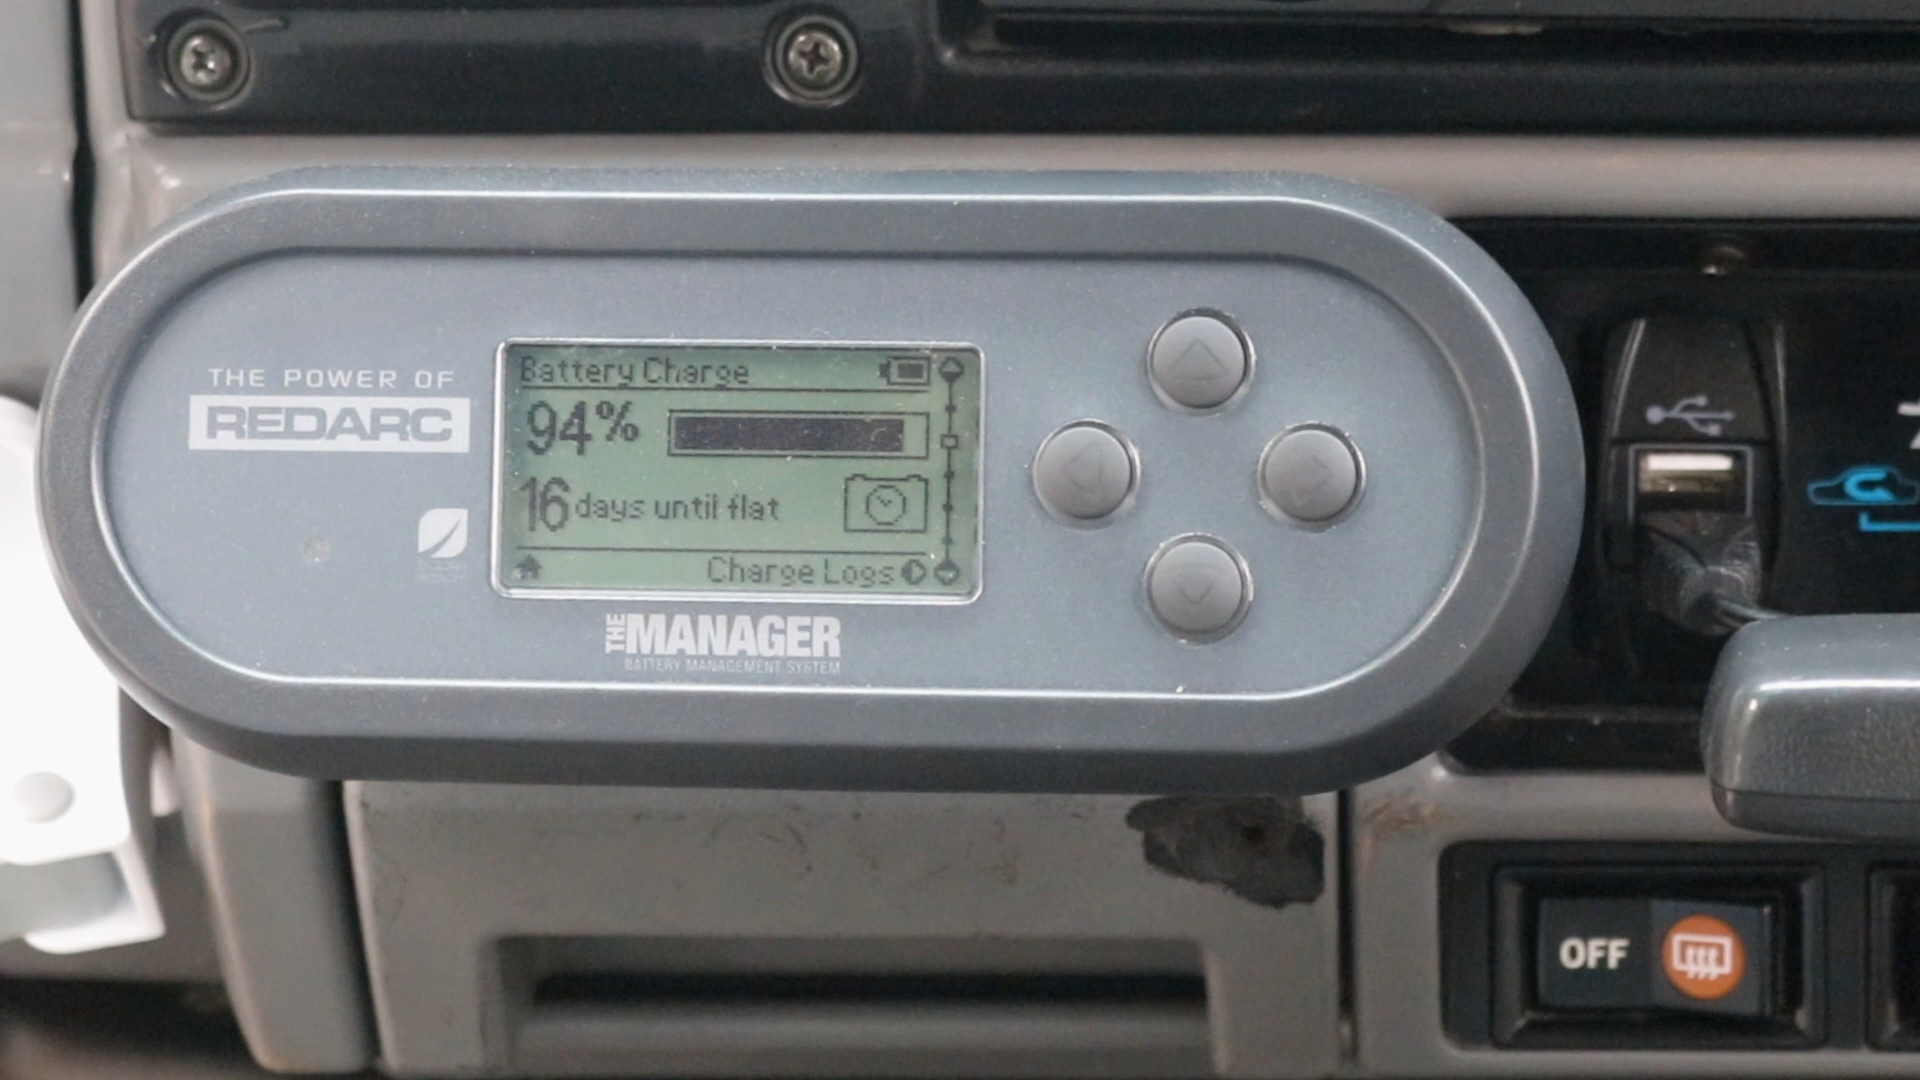 THE POWER OF
REDARC
Battery Charge
94%
16 days until flat
Charge Logs
THE MANAGER
BATTERY MANAGEMENT SYSTEM
OFF